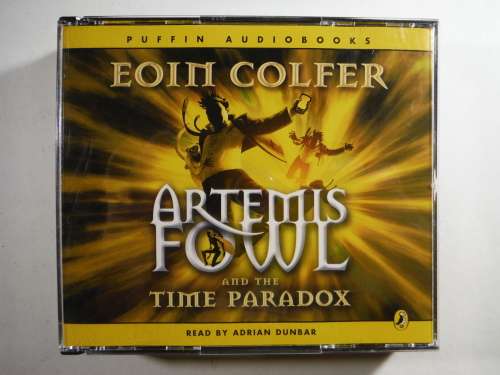 PUFFIN AUDIOBOOKS
EOIN COLFER
ARTEMIS
FOWL
AND THE
TIME PARADOX
READ BY ADRIAN DUNBAR